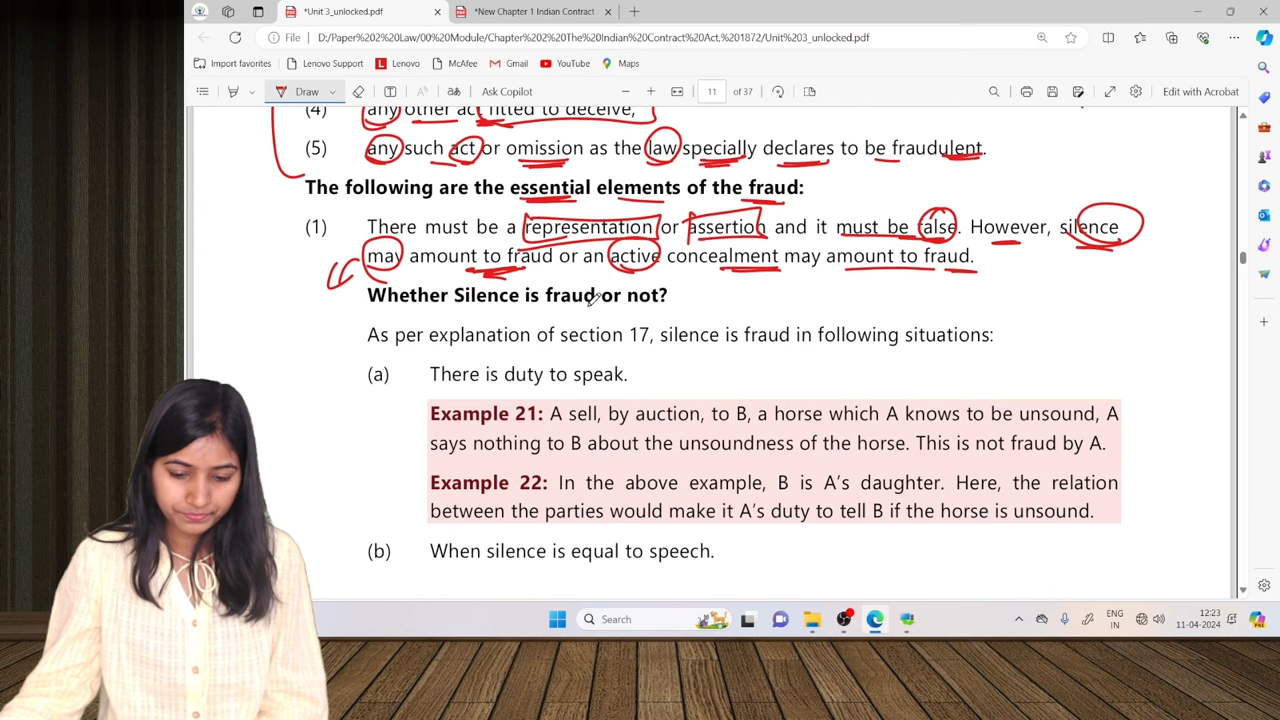 *Unit 3_unlocked.pdf
*New Chapter 1 Indian Contract
File
D:/Paper%202%20Law/00%20Module/Chapter%202%20The%20Indian%20Contract%20Act,%201872/Unit%203_unlocked.pdf
Import favorites
Lenovo Support
Lenovo
McAfee
Gmail
YouTube
Maps
Draw
Ask Copilot
11
of 37
Edit with Acrobat
(4) any other act fitted to deceive;
(5) any such act or omission as the law specially declares to be fraudulent.
The following are the essential elements of the fraud:
(1) There must be a representation or assertion and it must be false. However, silence
may amount to fraud or an active concealment may amount to fraud.
Whether Silence is fraud or not?
As per explanation of section 17, silence is fraud in following situations:
(a) There is duty to speak.
Example 21: A sell, by auction, to B, a horse which A knows to be unsound, A
says nothing to B about the unsoundness of the horse. This is not fraud by A.
Example 22: In the above example, B is A's daughter. Here, the relation
between the parties would make it A's duty to tell B if the horse is unsound.
(b) When silence is equal to speech.
Search
ENG
IN
12:23
11-04-2024